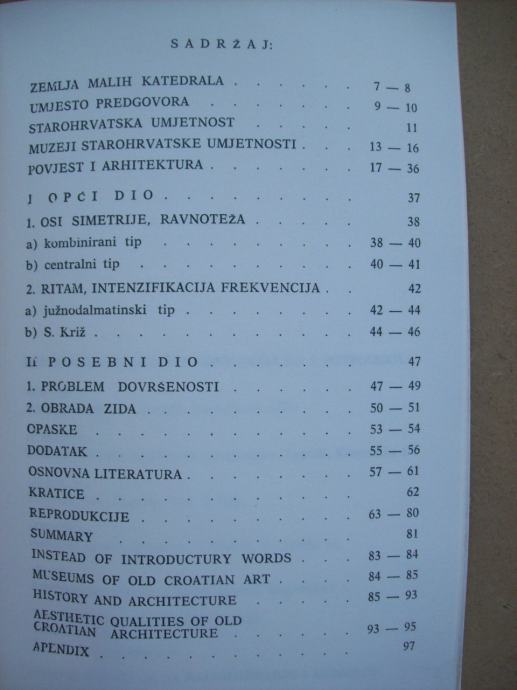 SADRŽAJ:
ZEMLJA MALIH KATEDRALA . . . . . . 7 — 8
UMJESTO PREDGOVORA . . . . . . . 9 — 10
STAROHRVATSKA UMJETNOST . . . . . 11
MUZEJI STAROHRVATSKE UMJETNOSTI . . . 13 — 16
POVJEST I ARHITEKTURA . . . . . . . 17 — 36
I OPĆI DIO . . . . . . . . 37
1. OSI SIMETRIJE, RAVNOTEŽA . . . . . 38
a) kombinirani tip . . . . . . . . . 38 — 40
b) centralni tip . . . . . . . . . . 40 — 41
2. RITAM, INTENZIFIKACIJA FREKVENCIJA . . 42
a) južnodalmatinski tip . . . . . . . . 42 — 44
b) S. Križ . . . . . . . . . . . . 44 — 46
II POSEBNI DIO . . . . . . 47
1. PROBLEM DOVRŠENOSTI . . . . . . 47 — 49
2. OBRADA ZIDA . . . . . . . . . . 50 — 51
OPASKE . . . . . . . . . . . . 53 — 54
DODATAK . . . . . . . . . . . . 55 — 56
OSNOVNA LITERATURA . . . . . . . . 57 — 61
KRATICE . . . . . . . . . . . . 62
REPRODUKCIJE . . . . . . . . . . 63 — 80
SUMMARY . . . . . . . . . . . 81
INSTEAD OF INTRODUCTURY WORDS . . . 83 — 84
MUSEUMS OF OLD CROATIAN ART . . . . 84 — 85
HISTORY AND ARCHITECTURE . . . . . 85 — 93
AESTHETIC QUALITIES OF OLD
CROATIAN ARCHITECTURE . . . . . . 93 — 95
APENDIX . . . . . . . . . . . . 97